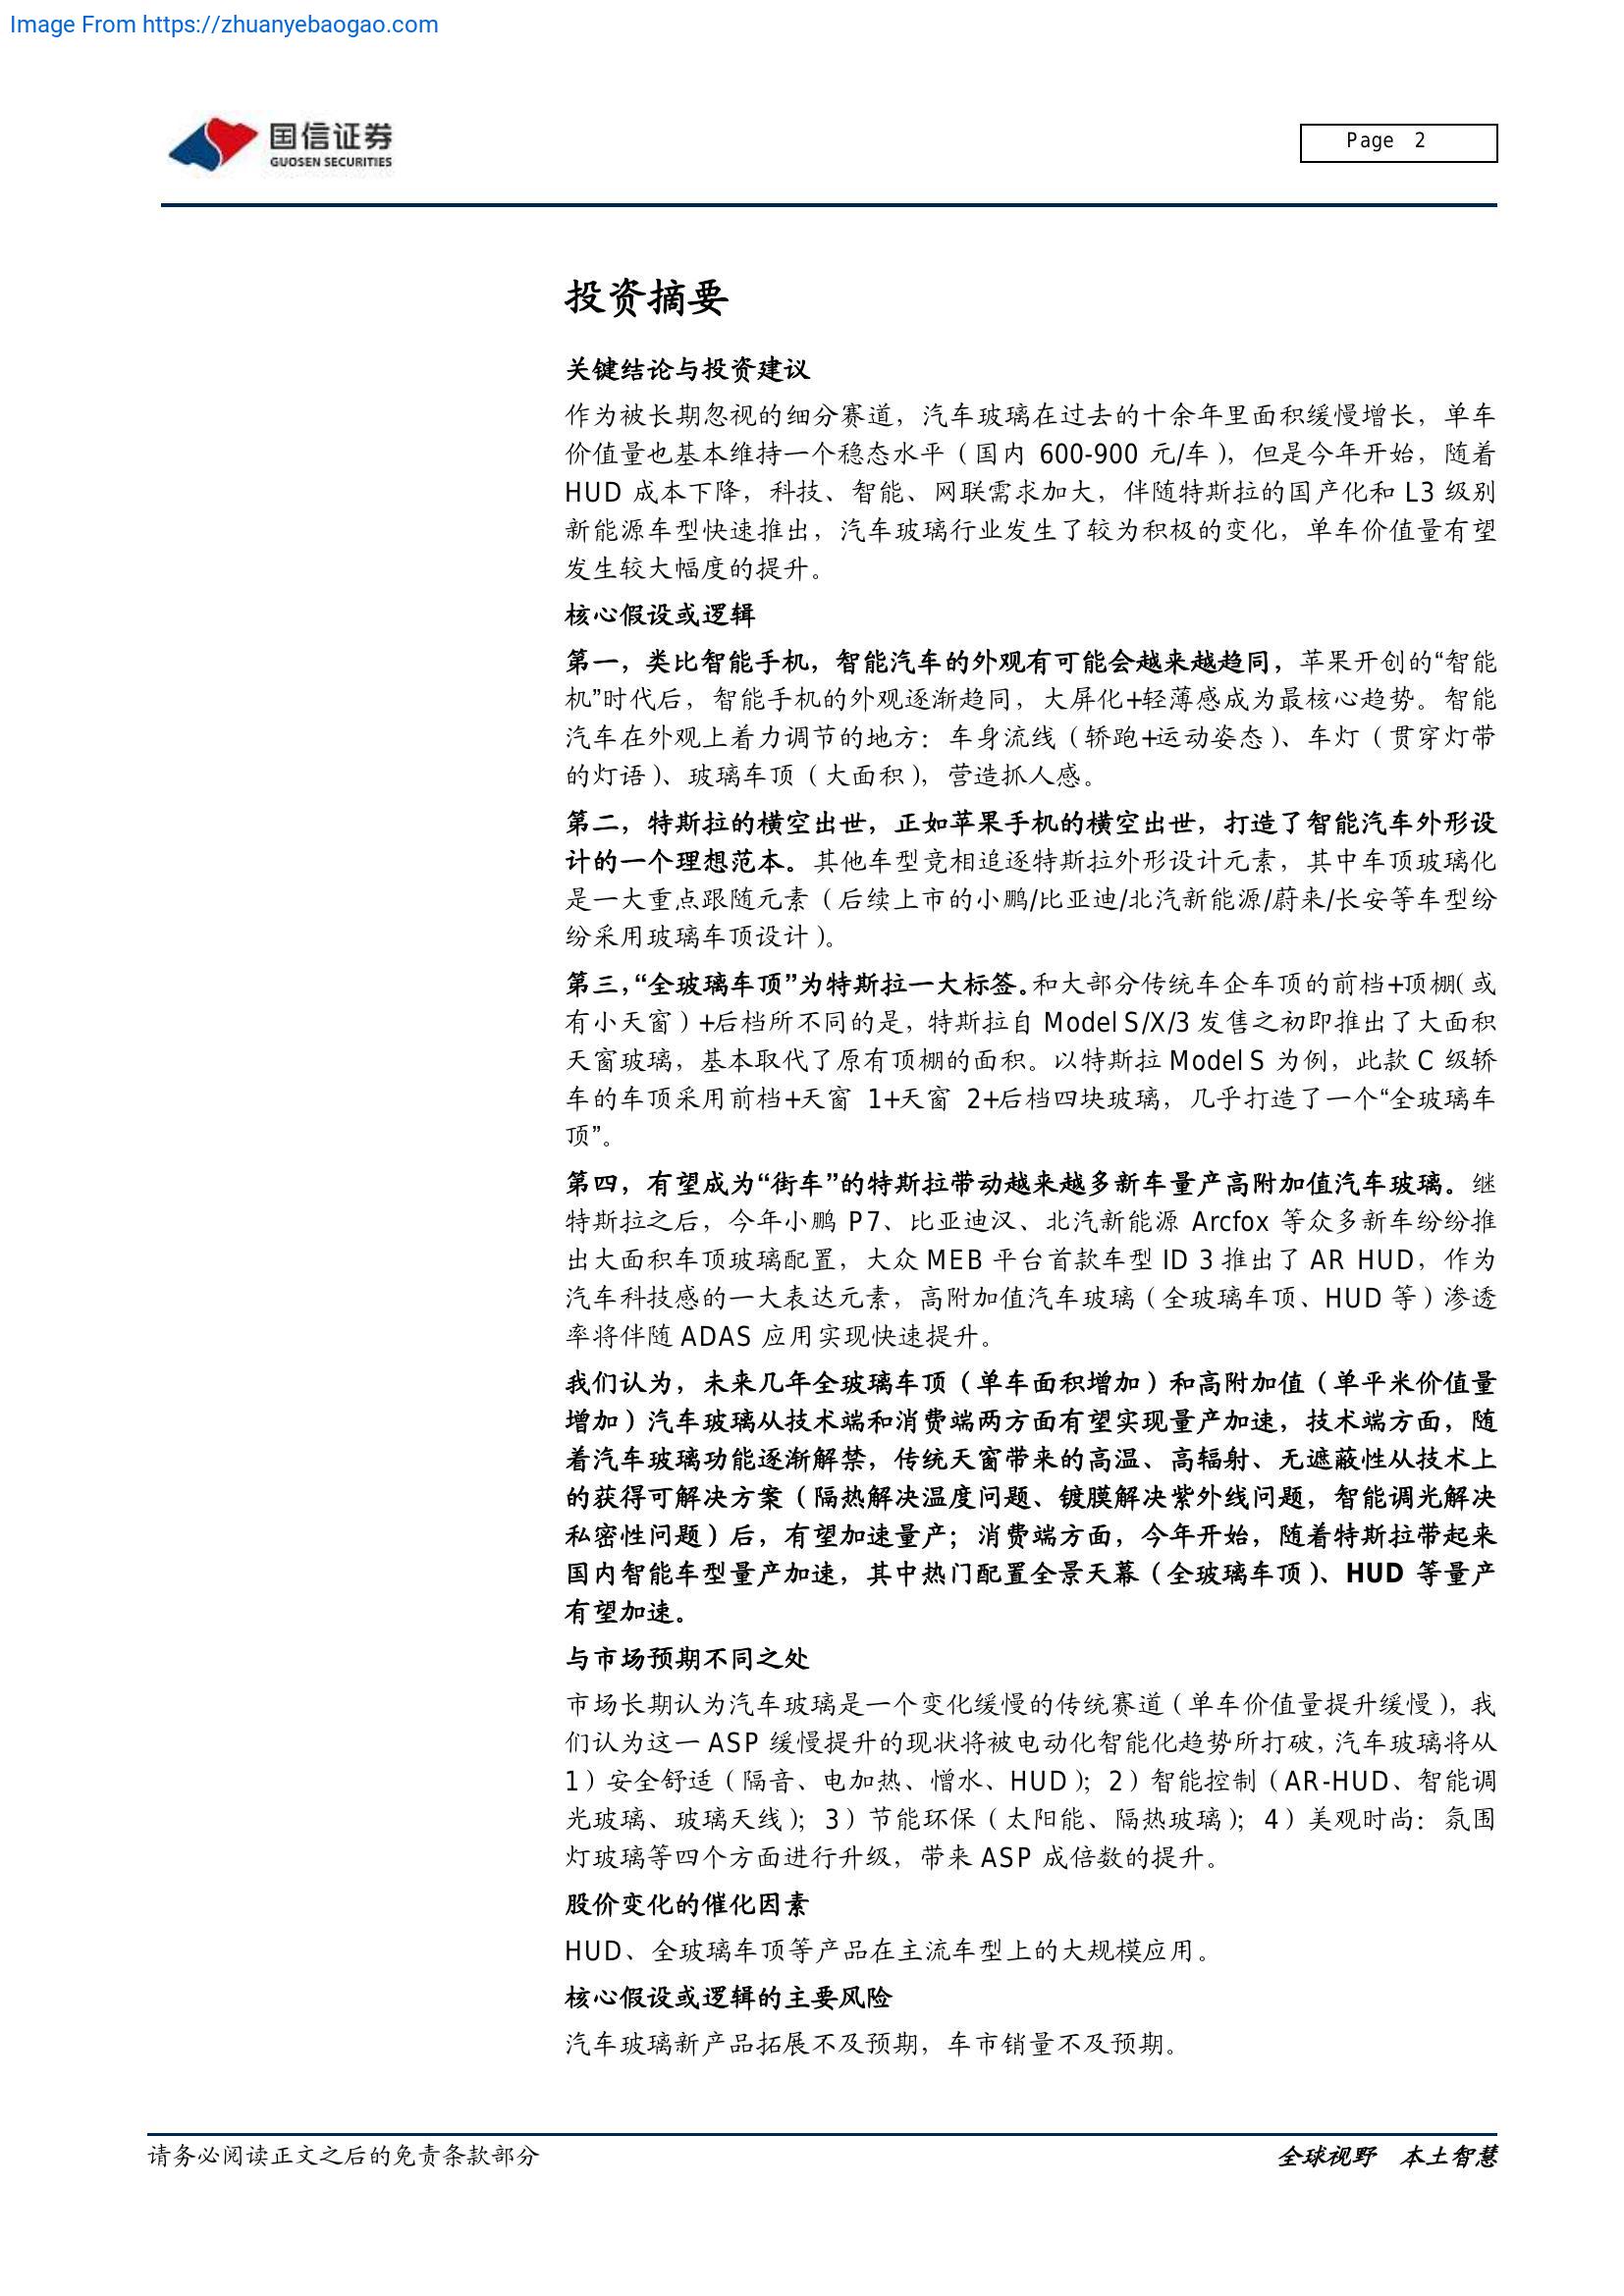 Image From https://zhuanyebaogao.com
国信证券
GUOSEN SECURITIES
Page 2
投资摘要
关键结论与投资建议
作为被长期忽视的细分赛道，汽车玻璃在过去的十余年里面积缓慢增长，单车
价值量也基本维持一个稳态水平（国内 600-900 元/车），但是今年开始，随着
HUD 成本下降，科技、智能、网联需求加大，伴随特斯拉的国产化和 L3 级别
新能源车型快速推出，汽车玻璃行业发生了较为积极的变化，单车价值量有望
发生较大幅度的提升。
核心假设或逻辑
第一，类比智能手机，智能汽车的外观有可能会越来越趋同，苹果开创的“智能
机”时代后，智能手机的外观逐渐趋同，大屏化+轻薄感成为最核心趋势。智能
汽车在外观上着力调节的地方：车身流线（轿跑+运动姿态）、车灯（贯穿灯带
的灯语）、玻璃车顶（大面积），营造抓人感。
第二，特斯拉的横空出世，正如苹果手机的横空出世，打造了智能汽车外形设
计的一个理想范本。其他车型竞相追逐特斯拉外形设计元素，其中车顶玻璃化
是一大重点跟随元素（后续上市的小鹏/比亚迪/北汽新能源/蔚来/长安等车型纷
纷采用玻璃车顶设计）。
第三，“全玻璃车顶”为特斯拉一大标签。和大部分传统车企车顶的前档+顶棚（或
有小天窗）+后档所不同的是，特斯拉自 Model S/X/3 发售之初即推出了大面积
天窗玻璃，基本取代了原有顶棚的面积。以特斯拉 Model S 为例，此款 C 级轿
车的车顶采用前档+天窗 1+天窗 2+后档四块玻璃，几乎打造了一个“全玻璃车
顶”。
第四，有望成为“街车”的特斯拉带动越来越多新车量产高附加值汽车玻璃。继
特斯拉之后，今年小鹏 P7、比亚迪汉、北汽新能源 Arcfox 等众多新车纷纷推
出大面积车顶玻璃配置，大众 MEB 平台首款车型 ID 3 推出了 AR HUD，作为
汽车科技感的一大表达元素，高附加值汽车玻璃（全玻璃车顶、HUD 等）渗透
率将伴随 ADAS 应用实现快速提升。
我们认为，未来几年全玻璃车顶（单车面积增加）和高附加值（单平米价值量
增加）汽车玻璃从技术端和消费端两方面有望实现量产加速，技术端方面，随
着汽车玻璃功能逐渐解禁，传统天窗带来的高温、高辐射、无遮蔽性从技术上
的获得可解决方案（隔热解决温度问题、镀膜解决紫外线问题，智能调光解决
私密性问题）后，有望加速量产；消费端方面，今年开始，随着特斯拉带起来
国内智能车型量产加速，其中热门配置全景天幕（全玻璃车顶）、HUD 等量产
有望加速。
与市场预期不同之处
市场长期认为汽车玻璃是一个变化缓慢的传统赛道（单车价值量提升缓慢），我
们认为这一 ASP 缓慢提升的现状将被电动化智能化趋势所打破，汽车玻璃将从
1）安全舒适（隔音、电加热、憎水、HUD）；2）智能控制（AR-HUD、智能调
光玻璃、玻璃天线）；3）节能环保（太阳能、隔热玻璃）；4）美观时尚：氛围
灯玻璃等四个方面进行升级，带来 ASP 成倍数的提升。
股价变化的催化因素
HUD、全玻璃车顶等产品在主流车型上的大规模应用。
核心假设或逻辑的主要风险
汽车玻璃新产品拓展不及预期，车市销量不及预期。
请务必阅读正文之后的免责条款部分
全球视野 本土智慧